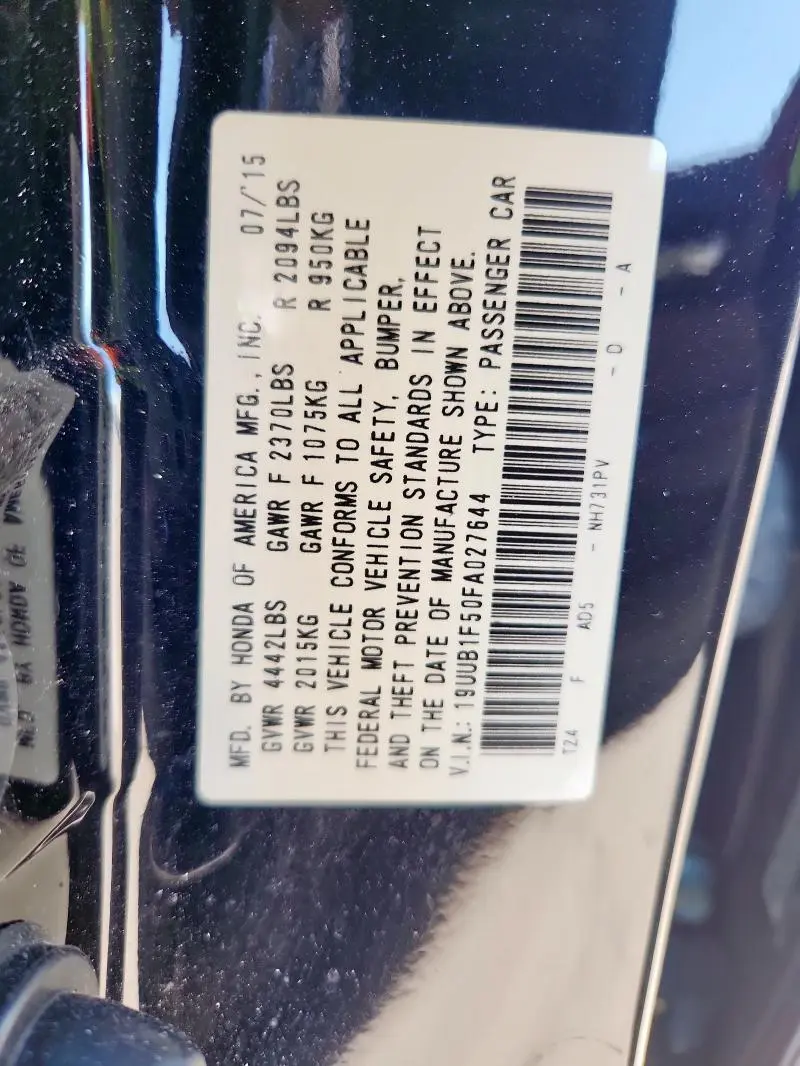 MFD. BY HONDA OF AMERICA MFG., INC. 07/'15
GVWR 4442LBS GAWR F 2370LBS R 2094LBS
GVWR 2015KG GAWR F 1075KG R 950KG
THIS VEHICLE CONFORMS TO ALL APPLICABLE
FEDERAL MOTOR VEHICLE SAFETY, BUMPER,
AND THEFT PREVENTION STANDARDS IN EFFECT
ON THE DATE OF MANUFACTURE SHOWN ABOVE.
V.I.N.: 19UUB1F50FA027644 TYPE: PASSENGER CAR
TZ4 F AD5 - NH731PV - D - A